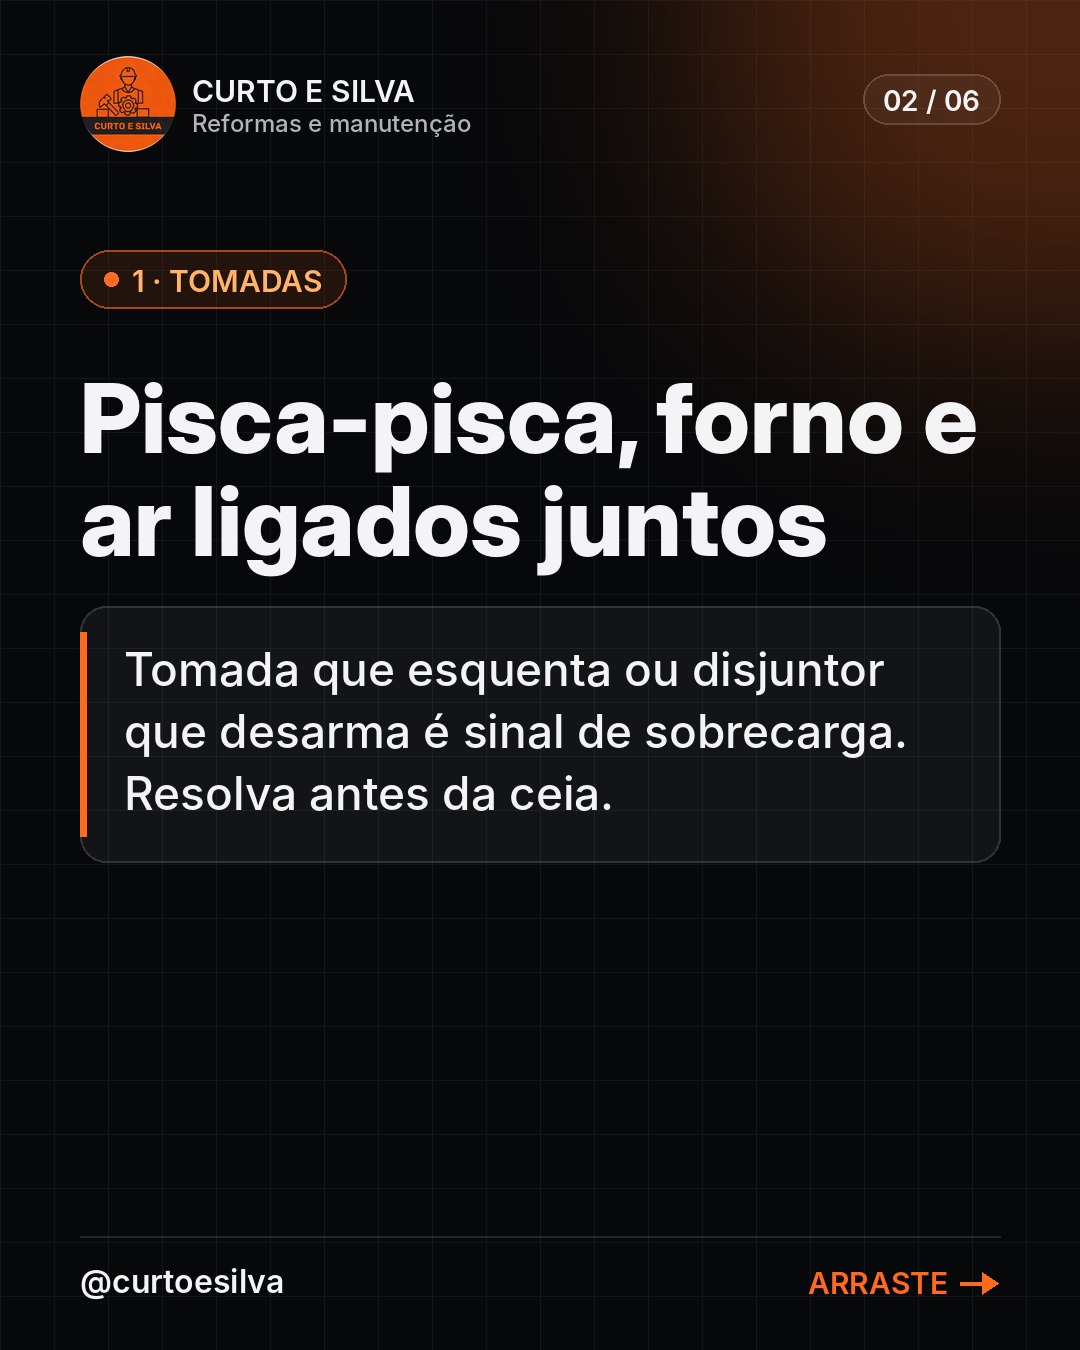 CURTO E SILVA
CURTO E SILVA
Reformas e manutenção
02 / 06
1 · TOMADAS
Pisca-pisca, forno e
ar ligados juntos
Tomada que esquenta ou disjuntor
que desarma é sinal de sobrecarga.
Resolva antes da ceia.
@curtoesilva
ARRASTE